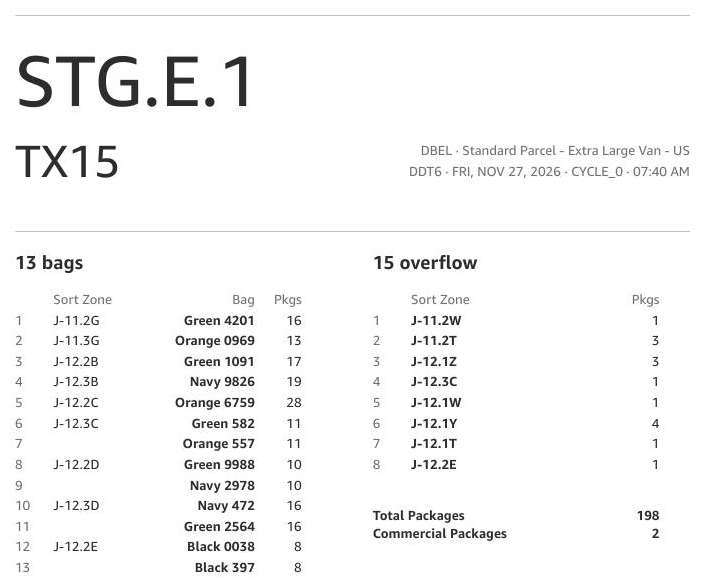 STG.E.1
TX15
DBEL · Standard Parcel - Extra Large Van - US
DDT6 · FRI, NOV 27, 2026 · CYCLE_0 · 07:40 AM
13 bags
Sort Zone Bag Pkgs
1 J-11.2G Green 4201 16
2 J-11.3G Orange 0969 13
3 J-12.2B Green 1091 17
4 J-12.3B Navy 9826 19
5 J-12.2C Orange 6759 28
6 J-12.3C Green 582 11
7 Orange 557 11
8 J-12.2D Green 9988 10
9 Navy 2978 10
10 J-12.3D Navy 472 16
11 Green 2564 16
12 J-12.2E Black 0038 8
13 Black 397 8
15 overflow
Sort Zone Pkgs
1 J-11.2W 1
2 J-11.2T 3
3 J-12.1Z 3
4 J-12.3C 1
5 J-12.1W 1
6 J-12.1Y 4
7 J-12.1T 1
8 J-12.2E 1
Total Packages 198
Commercial Packages 2